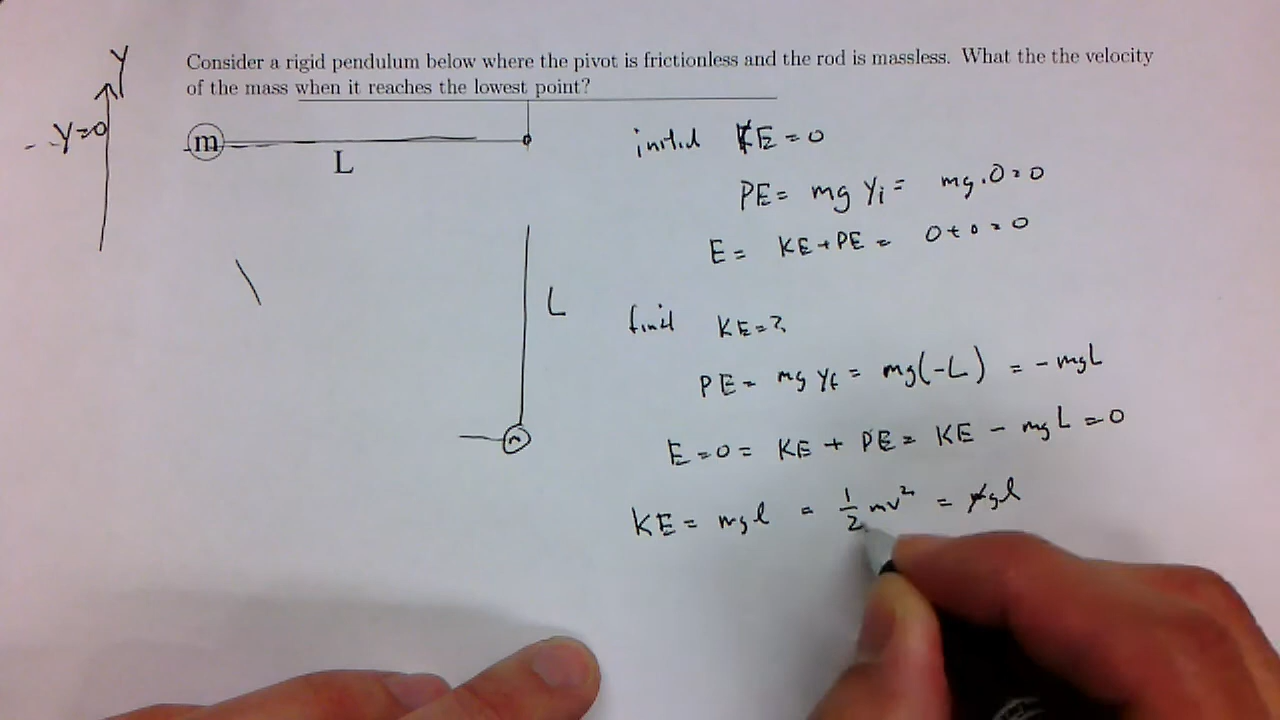 Consider a rigid pendulum below where the pivot is frictionless and the rod is massless. What the the velocity
of the mass when it reaches the lowest point?
Y
Y=0
m
L
initial KE=0
PE= mg Yi = mg.0=0
E= KE+PE = 0+0=0
L
final KE=?
PE= mg Yf = mg(-L) = -mgL
E=0= KE + PE= KE - mgL=0
m
KE= mgl = 1/2 mv² = mgl